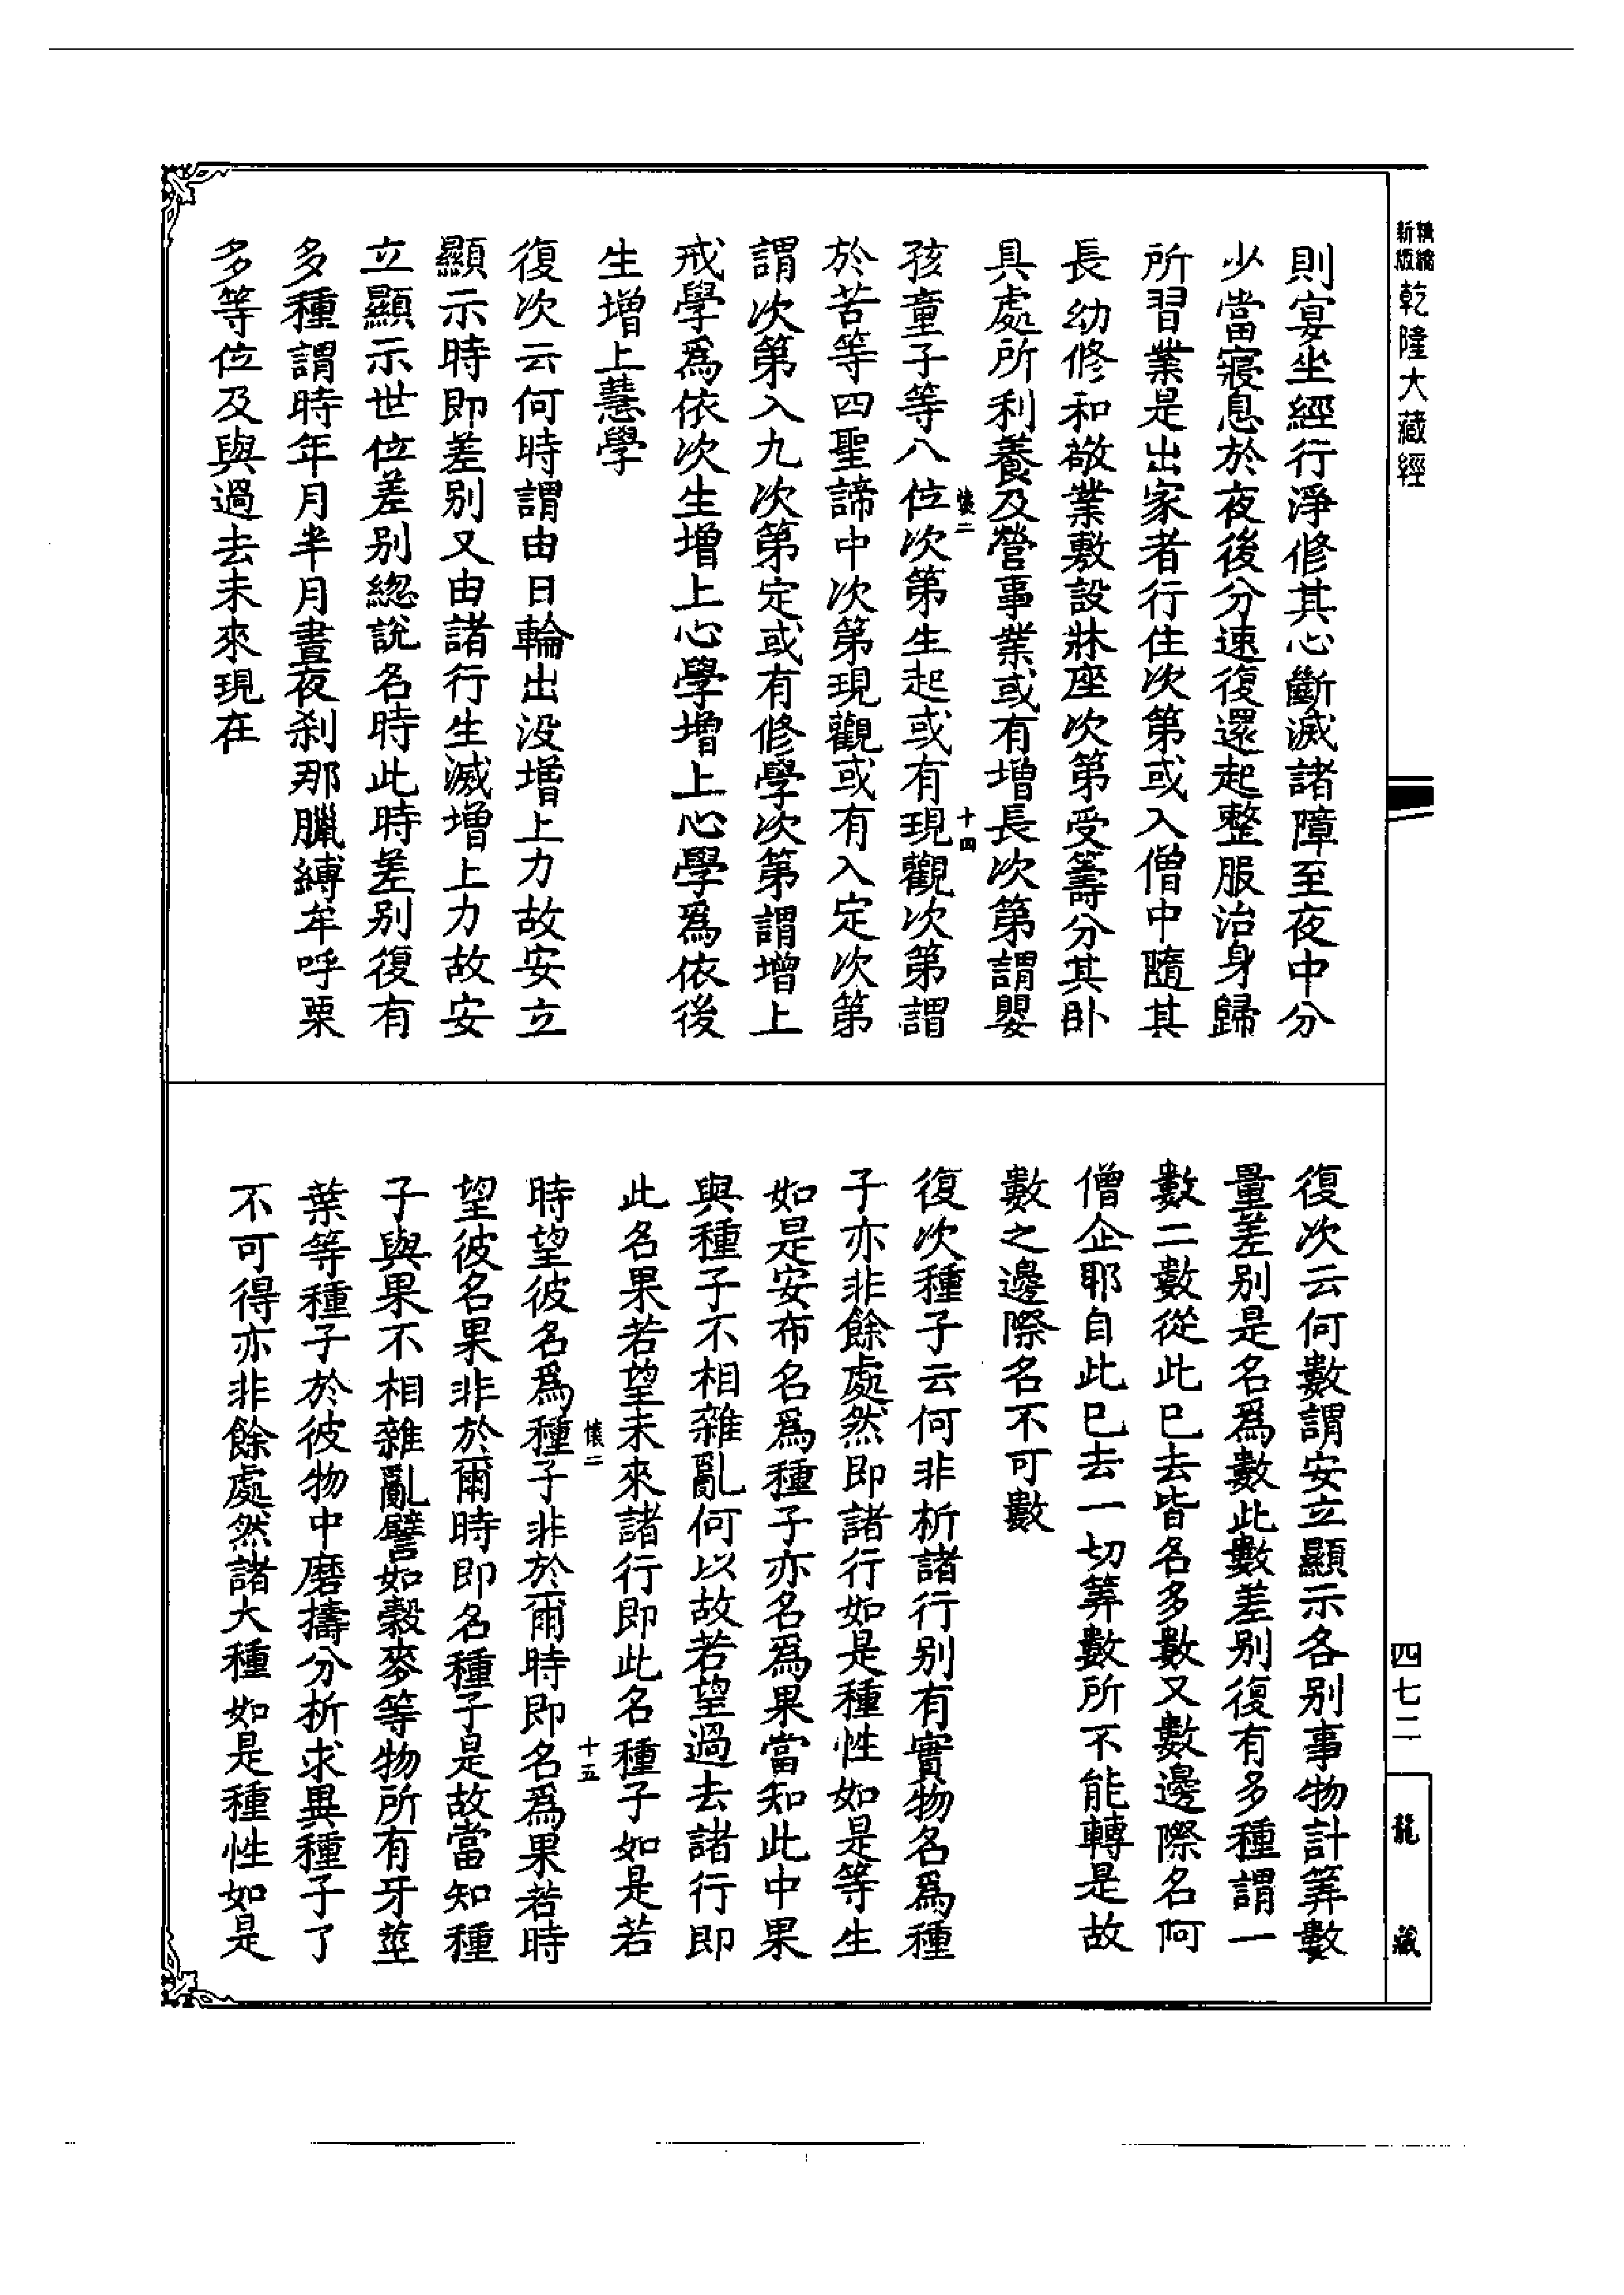 新版
精縮
乾隆大藏經
則宴坐經行淨修其心斷滅諸障至夜中分
少當寢息於夜後分速復還起整服治身歸
所習業是出家者行住次第或入僧中隨其
長幼修和敬業敷設牀座次第受籌分其卧
具處所利養及營事業或有增長次第謂嬰
懷二
十四
孩童子等八位次第生起或有現觀次第謂
於苦等四聖諦中次第現觀或有入定次第
謂次第入九次第定或有修學次第謂增上
戒學爲依次生增上心學增上心學爲依後
生增上慧學
復次云何時謂由日輪出没增上力故安立
顯示時即差别又由諸行生滅增上力故安
立顯示世位差别緫說名時此時差别復有
多種謂時年月半月晝夜刹那臘縛牟呼栗
多等位及與過去未來現在
復次云何數謂安立顯示各别事物計筭數
量差别是名爲數此數差别復有多種謂一
數二數從此已去皆名多數又數邊際名何
僧企耶自此已去一切筭數所不能轉是故
數之邊際名不可數
復次種子云何非析諸行别有實物名爲種
子亦非餘處然即諸行如是種性如是等生
如是安布名爲種子亦名爲果當知此中果
與種子不相雜亂何以故若望過去諸行即
此名果若望未來諸行即此名種子如是若
懷二
十五
時望彼名爲種子非於爾時即名爲果若時
望彼名果非於爾時即名種子是故當知種
子與果不相雜亂譬如穀麥等物所有牙莖
葉等種子於彼物中磨擣分析求異種子了
不可得亦非餘處然諸大種如是種性如是
四七二
龍藏